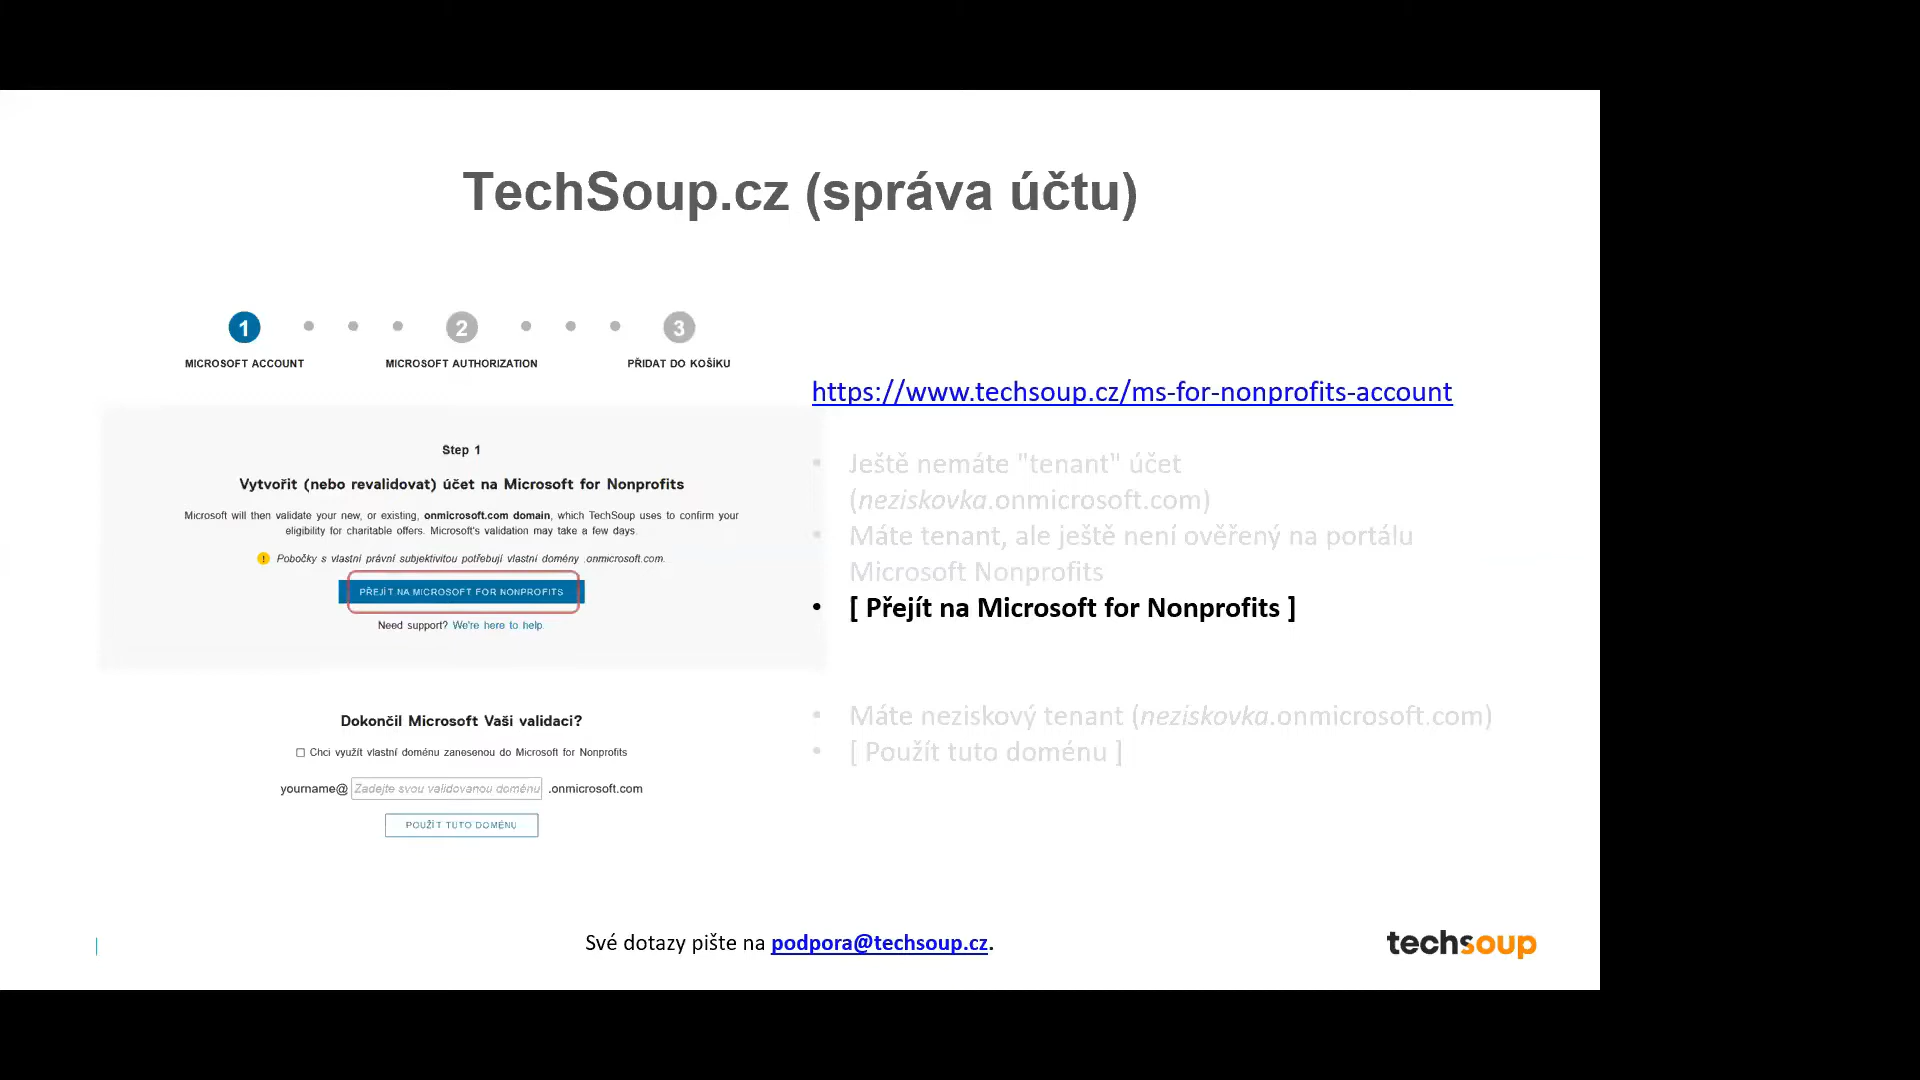 TechSoup.cz (správa účtu)
1
2
3
MICROSOFT ACCOUNT
MICROSOFT AUTHORIZATION
PŘIDAT DO KOŠÍKU
Step 1
Vytvořit (nebo revalidovat) účet na Microsoft for Nonprofits
Microsoft will then validate your new, or existing, onmicrosoft.com domain, which TechSoup uses to confirm your
eligibility for charitable offers. Microsoft's validation may take a few days.
! Pobočky s vlastní právní subjektivitou potřebují vlastní domény .onmicrosoft.com.
PŘEJÍT NA MICROSOFT FOR NONPROFITS
Need support? We're here to help.
Dokončil Microsoft Vaši validaci?
Chci využít vlastní doménu zanesenou do Microsoft for Nonprofits
yourname@ Zadejte svou validovanou doménu .onmicrosoft.com
POUŽÍT TUTO DOMÉNU
https://www.techsoup.cz/ms-for-nonprofits-account
• Ještě nemáte "tenant" účet
(neziskovka.onmicrosoft.com)
• Máte tenant, ale ještě není ověřený na portálu
Microsoft Nonprofits
• [ Přejít na Microsoft for Nonprofits ]
• Máte neziskový tenant (neziskovka.onmicrosoft.com)
• [ Použít tuto doménu ]
Své dotazy pište na podpora@techsoup.cz.
techsoup